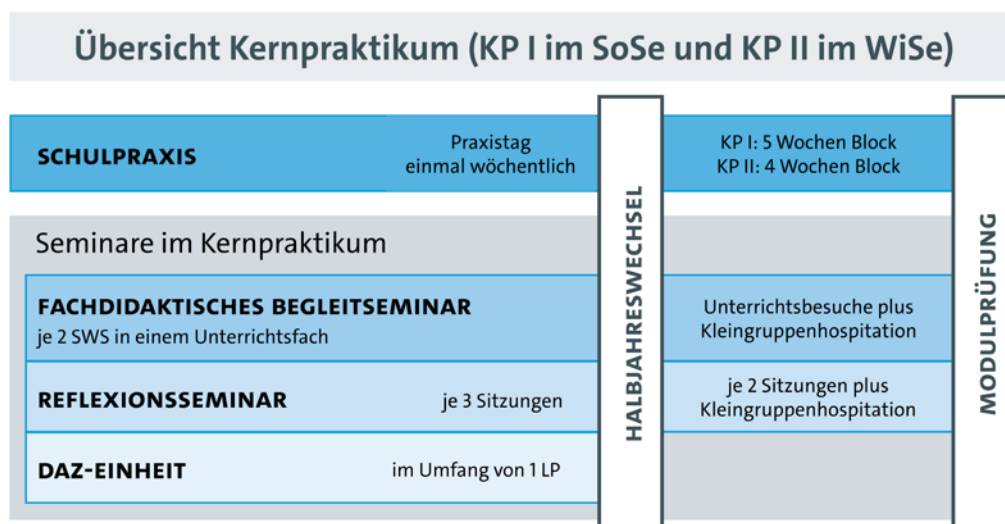 Übersicht Kernpraktikum (KP I im SoSe und KP II im WiSe)
SCHULPRAXIS
Praxistag
einmal wöchentlich
KP I: 5 Wochen Block
KP II: 4 Wochen Block
Seminare im Kernpraktikum
FACHDIDAKTISCHES BEGLEITSEMINAR
je 2 SWS in einem Unterrichtsfach
Unterrichtsbesuche plus
Kleingruppenhospitation
REFLEXIONSSEMINAR
je 3 Sitzungen
je 2 Sitzungen plus
Kleingruppenhospitation
DAZ-EINHEIT
im Umfang von 1 LP
HALBJAHRESWECHSEL
MODULPRÜFUNG